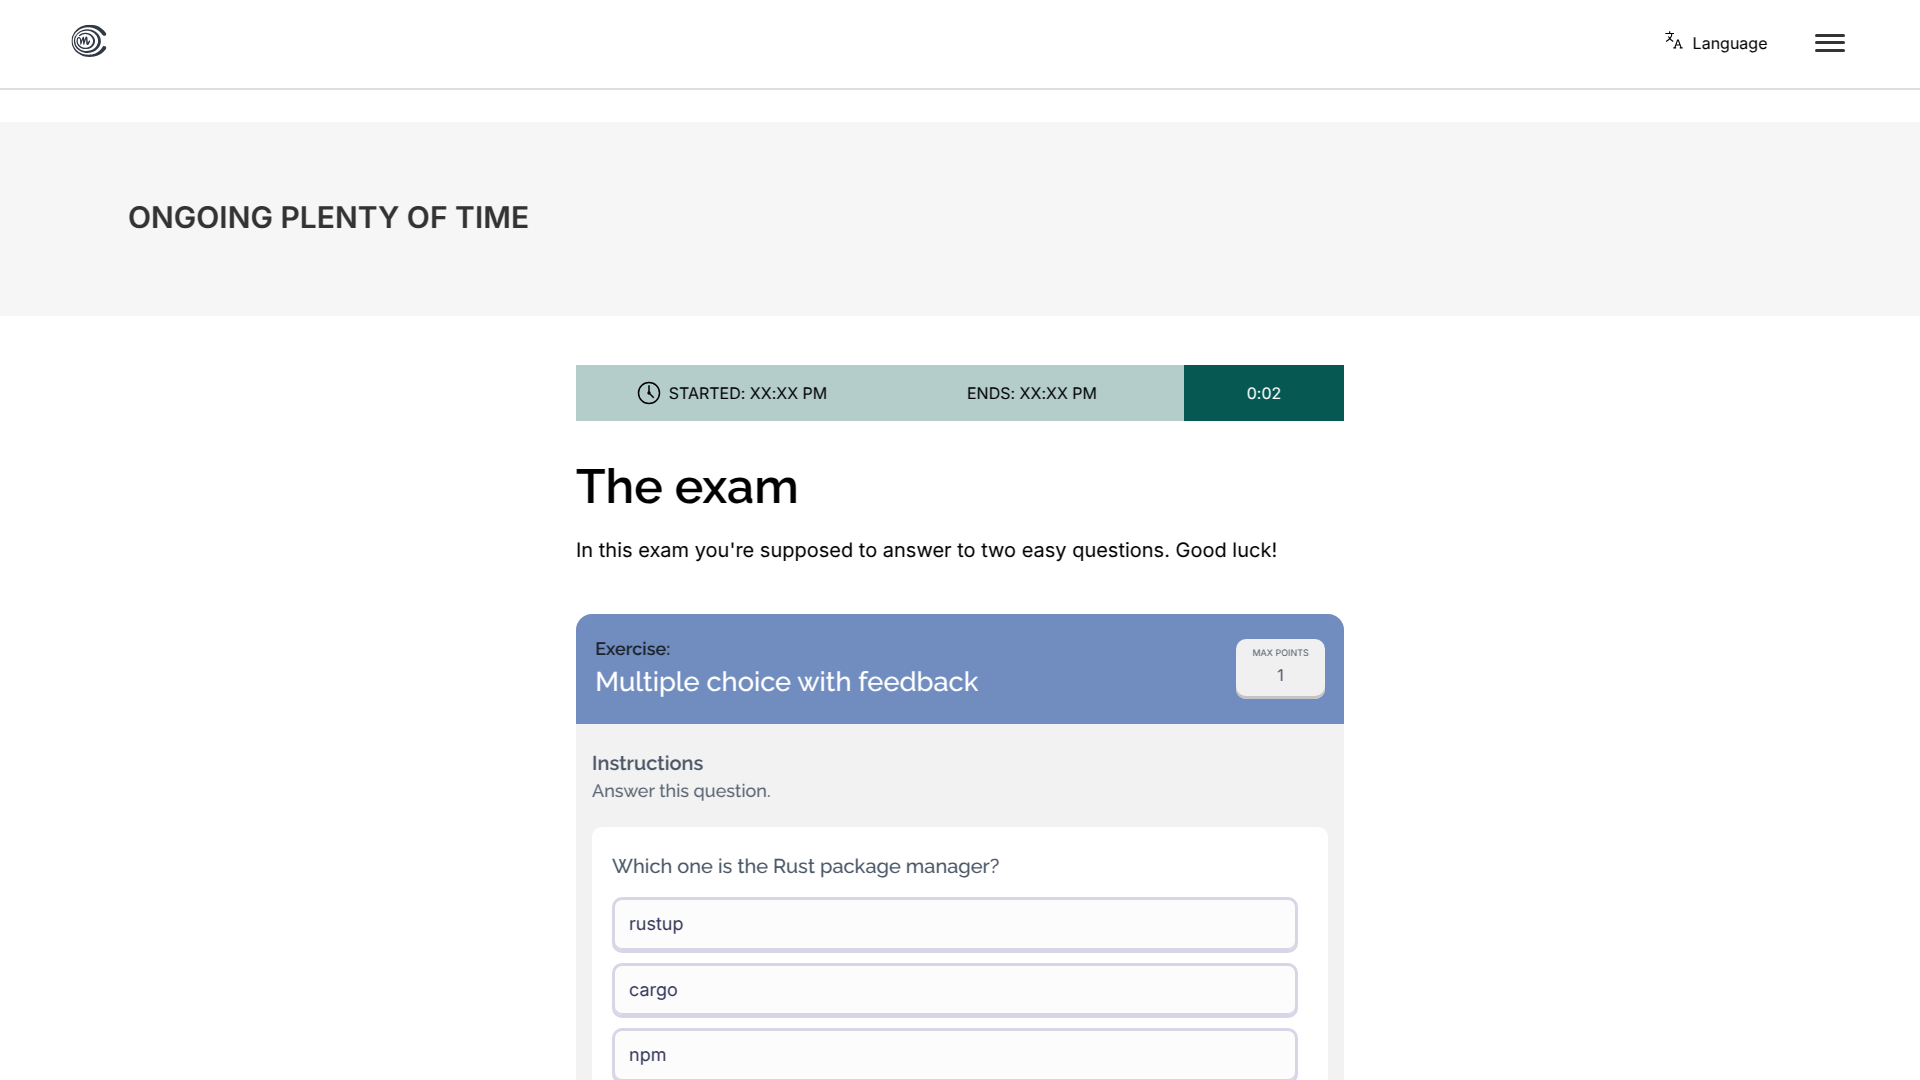 Language
ONGOING PLENTY OF TIME
STARTED: XX:XX PM
ENDS: XX:XX PM
0:02
The exam
In this exam you're supposed to answer to two easy questions. Good luck!
Exercise:
Multiple choice with feedback
MAX POINTS
1
Instructions
Answer this question.
Which one is the Rust package manager?
rustup
cargo
npm